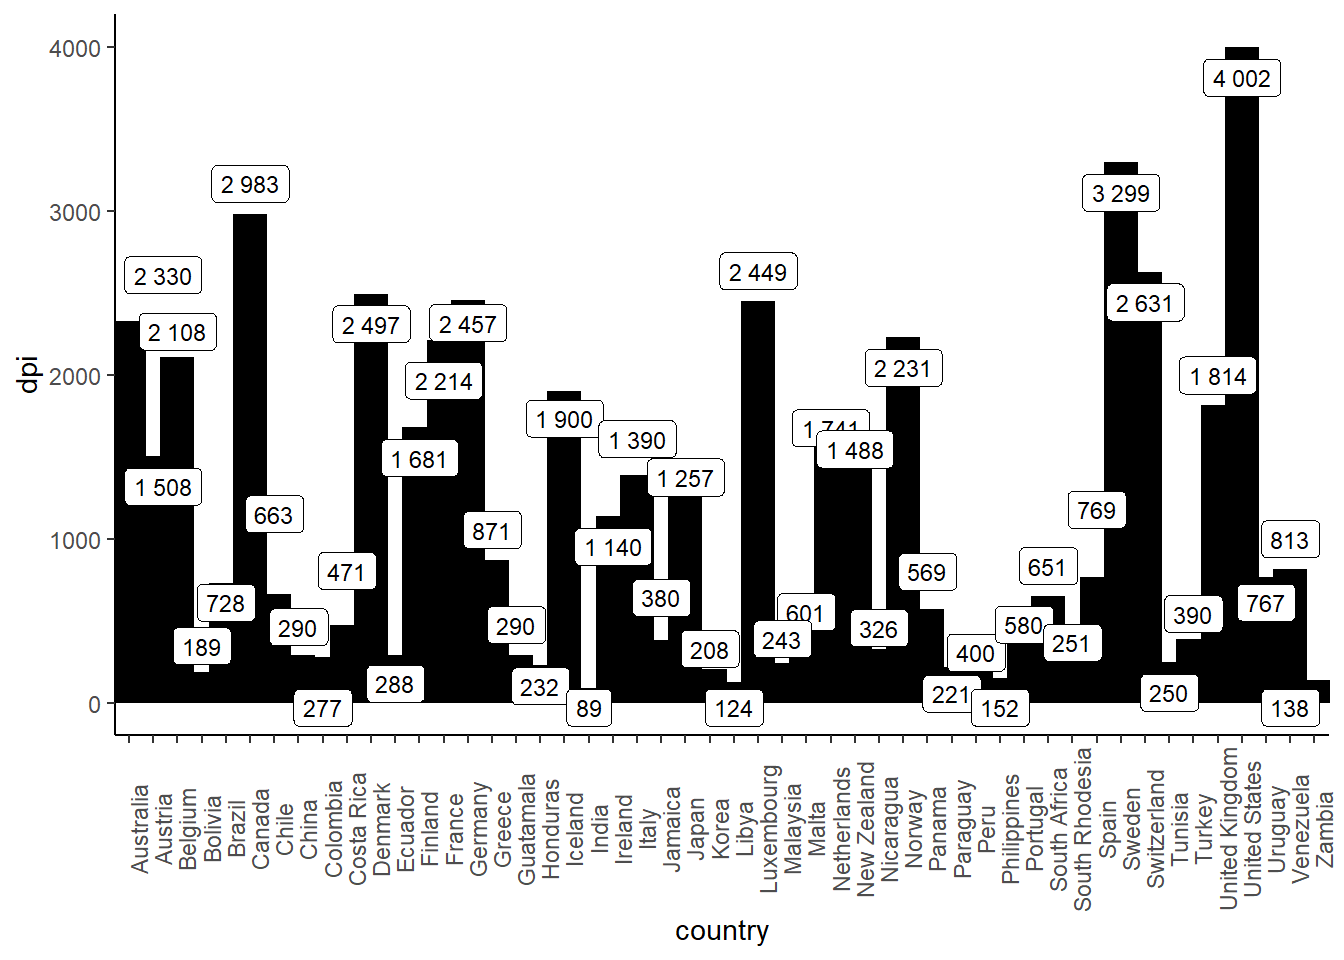 4000
3000
2000
1000
0
dpi
2 330
1 508
2 108
189
728
2 983
663
290
277
471
2 497
288
1 681
2 214
2 457
871
290
232
1 900
89
1 140
1 390
380
1 257
208
124
2 449
243
601
1 741
1 488
326
2 231
569
221
400
152
580
651
251
769
3 299
2 631
250
390
1 814
4 002
767
813
138
Australia
Austria
Belgium
Bolivia
Brazil
Canada
Chile
China
Colombia
Costa Rica
Denmark
Ecuador
Finland
France
Germany
Greece
Guatamala
Honduras
Iceland
India
Ireland
Italy
Jamaica
Japan
Korea
Libya
Luxembourg
Malaysia
Malta
Netherlands
New Zealand
Nicaragua
Norway
Panama
Paraguay
Peru
Philippines
Portugal
South Africa
South Rhodesia
Spain
Sweden
Switzerland
Tunisia
Turkey
United Kingdom
United States
Uruguay
Venezuela
Zambia
country